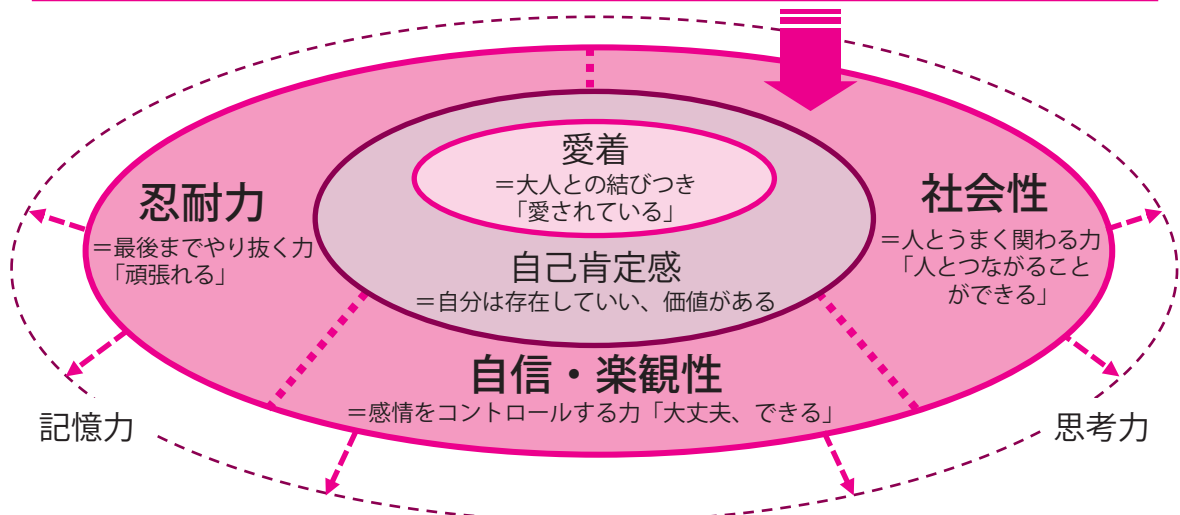 愛着
＝大人との結びつき
「愛されている」
忍耐力
＝最後までやり抜く力
「頑張れる」
社会性
＝人とうまく関わる力
「人とつながること
ができる」
自己肯定感
＝自分は存在していい、価値がある
自信・楽観性
＝感情をコントロールする力「大丈夫、できる」
記憶力
思考力